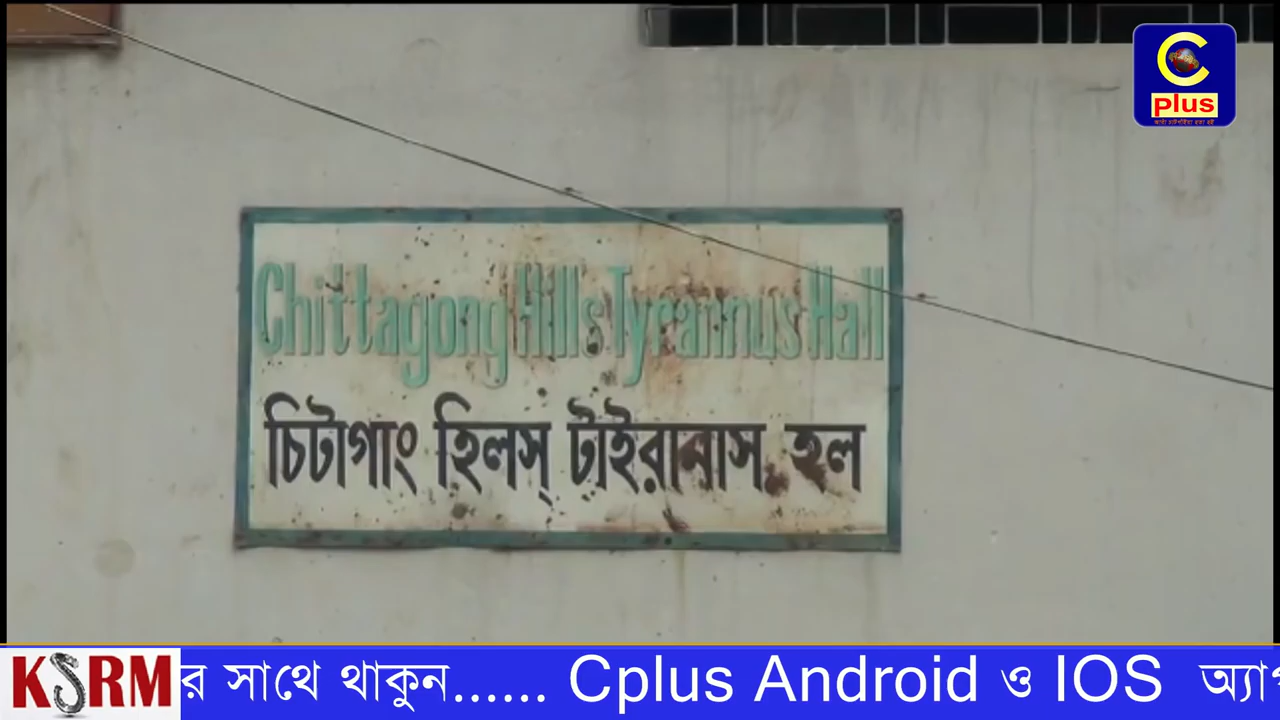 C
plus
Chittagong Hills Tyrannus Hall
চিটাগাং হিলস্ টাইরানাস হল
KSRM
র সাথে থাকুন...... Cplus Android ও IOS অ্যাপ